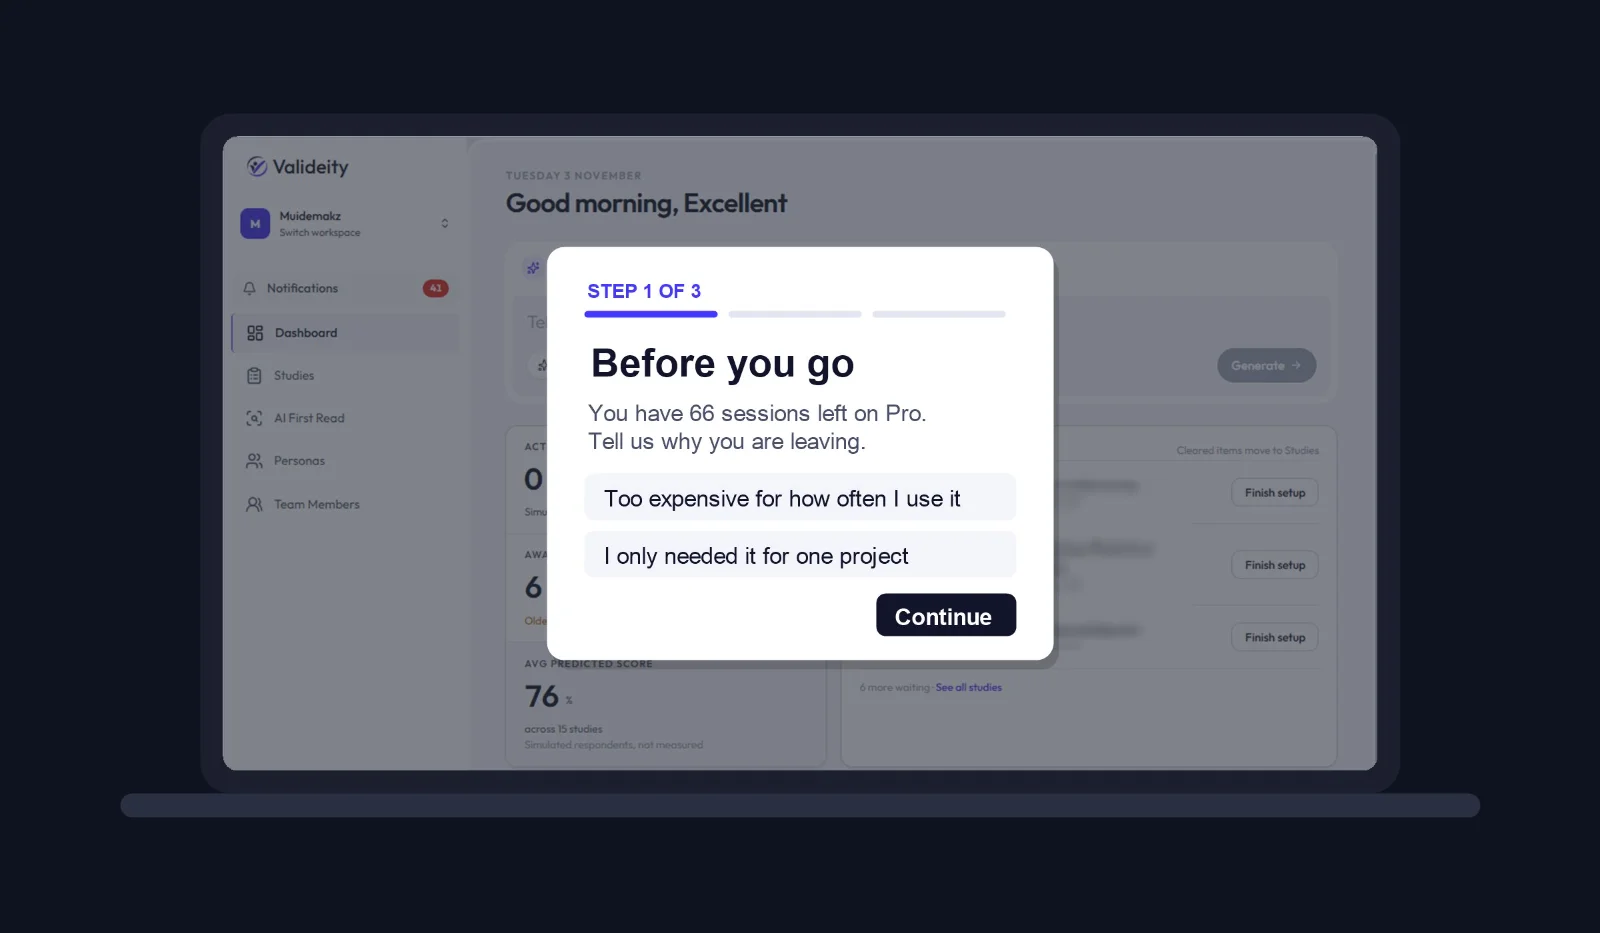 Valideity
M
Muidemakz
Switch workspace
Notifications
41
Dashboard
Studies
AI First Read
Personas
Team Members
TUESDAY 3 NOVEMBER
Good morning, Excellent
Generate →
STEP 1 OF 3
Before you go
You have 66 sessions left on Pro.
Tell us why you are leaving.
Too expensive for how often I use it
I only needed it for one project
Continue
0
6
AVG PREDICTED SCORE
76 %
across 15 studies
Simulated respondents, not measured
Cleared items move to Studies
Finish setup
Finish setup
Finish setup
6 more waiting · See all studies